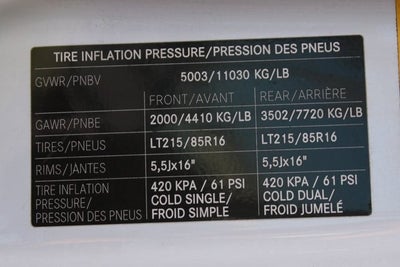 TIRE INFLATION PRESSURE/PRESSION DES PNEUS
GVWR/PNBV 5003/11030 KG/LB
FRONT/AVANT REAR/ARRIÈRE
GAWR/PNBE 2000/4410 KG/LB 3502/7720 KG/LB
TIRES/PNEUS LT215/85R16 LT215/85R16
RIMS/JANTES 5,5Jx16" 5,5Jx16"
TIRE INFLATION 420 KPA / 61 PSI 420 KPA / 61 PSI
PRESSURE/ COLD SINGLE/ COLD DUAL/
PRESSION DES PNEUS FROID SIMPLE FROID JUMELÉ